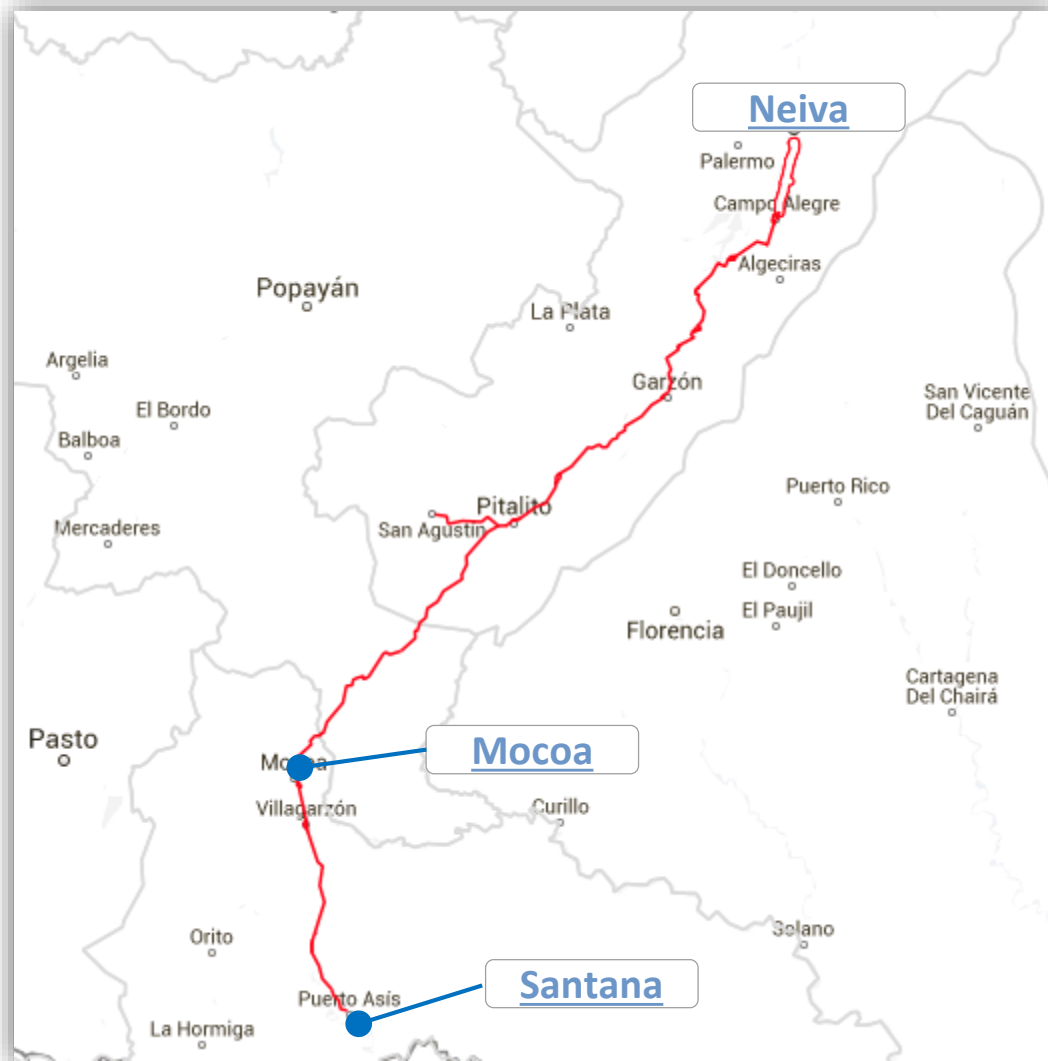 Neiva
Palermo
Campo Alegre
Algeciras
Popayán
La Plata
Argelia
Garzón
San Vicente
Del Caguán
El Bordo
Balboa
Puerto Rico
Pitalito
San Agustín
Mercaderes
El Doncello
El Paujil
Florencia
Cartagena
Del Chairá
Pasto
Mocoa
Villagarzón
Curillo
Solano
Orito
Santana
Puerto Asís
La Hormiga